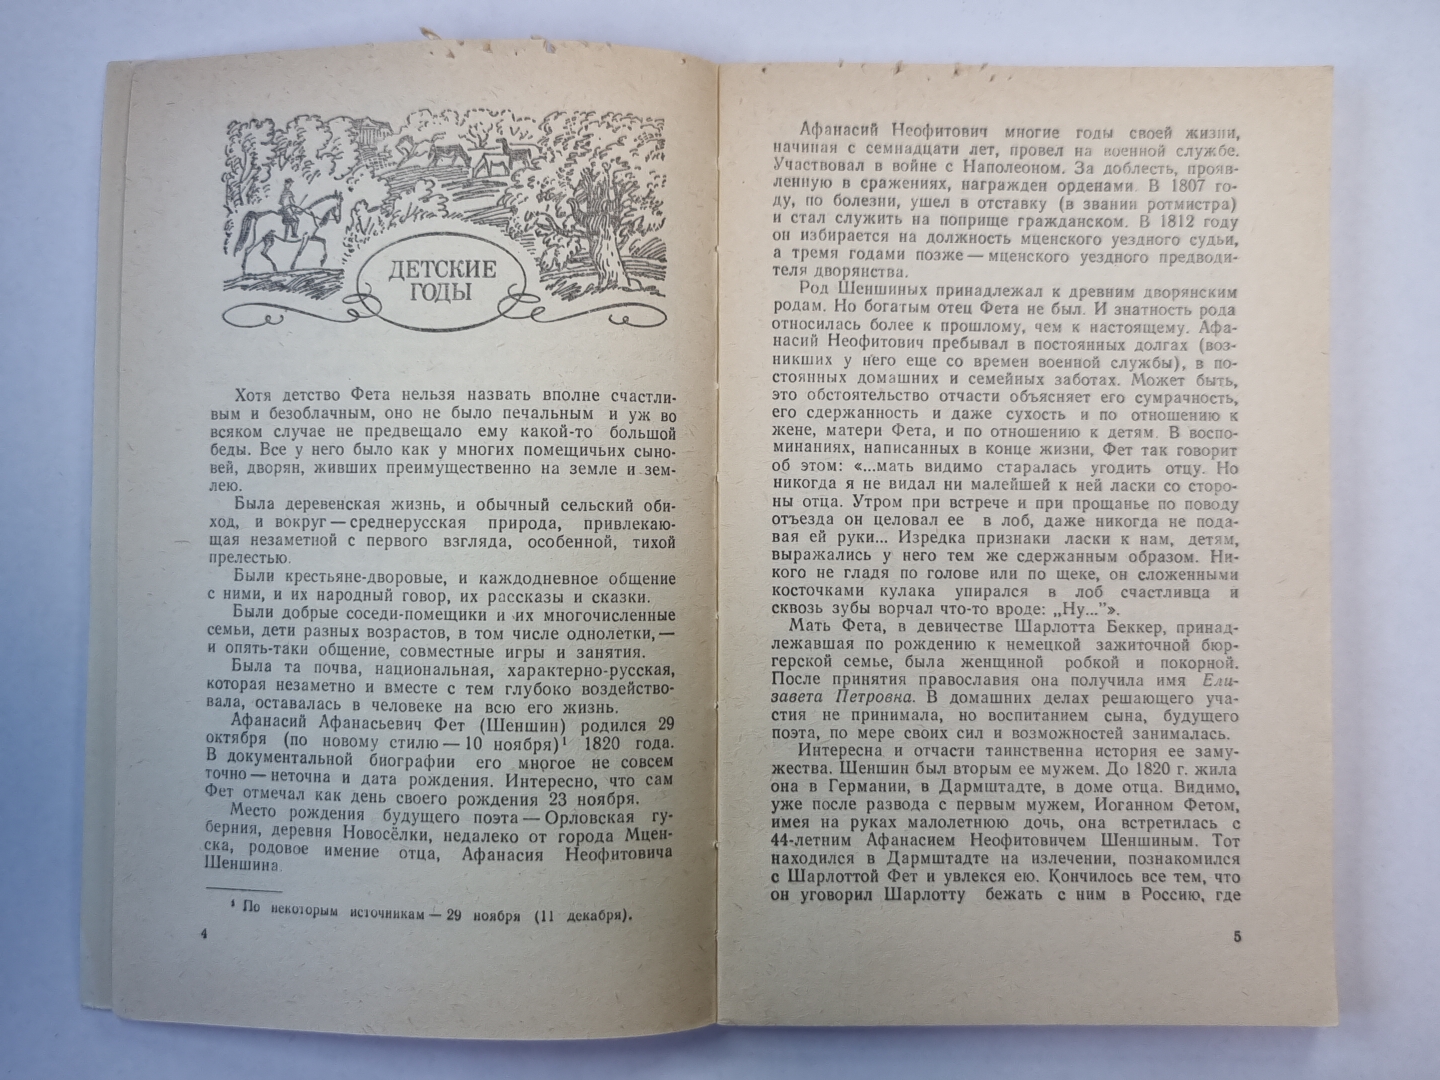 ДЕТСКИЕ
ГОДЫ
Хотя детство Фета нельзя назвать вполне счастли-
вым и безоблачным, оно не было печальным и уж во
всяком случае не предвещало ему какой-то большой
беды. Все у него было как у многих помещичьих сыно-
вей, дворян, живших преимущественно на земле и зем-
лею.
Была деревенская жизнь, и обычный сельский оби-
ход, и вокруг — среднерусская природа, привлекаю-
щая незаметной с первого взгляда, особенной, тихой
прелестью.
Были крестьяне-дворовые, и каждодневное общение
с ними, и их народный говор, их рассказы и сказки.
Были добрые соседи-помещики и их многочисленные
семьи, дети разных возрастов, в том числе однолетки, —
и опять-таки общение, совместные игры и занятия.
Была та почва, национальная, характерно-русская,
которая незаметно и вместе с тем глубоко воздейство-
вала, оставалась в человеке на всю его жизнь.
Афанасий Афанасьевич Фет (Шеншин) родился 29
октября (по новому стилю — 10 ноября)¹ 1820 года.
В документальной биографии его многое не совсем
точно — неточна и дата рождения. Интересно, что сам
Фет отмечал как день своего рождения 23 ноября.
Место рождения будущего поэта — Орловская гу-
берния, деревня Новосёлки, недалеко от города Мцен-
ска, родовое имение отца, Афанасия Неофитовича
Шеншина.
¹ По некоторым источникам — 29 ноября (11 декабря).
4
Афанасий Неофитович многие годы своей жизни,
начиная с семнадцати лет, провел на военной службе.
Участвовал в войне с Наполеоном. За доблесть, прояв-
ленную в сражениях, награжден орденами. В 1807 го-
ду, по болезни, ушел в отставку (в звании ротмистра)
и стал служить на поприще гражданском. В 1812 году
он избирается на должность мценского уездного судьи,
а тремя годами позже — мценского уездного предводи-
теля дворянства.
Род Шеншиных принадлежал к древним дворянским
родам. Но богатым отец Фета не был. И знатность рода
относилась более к прошлому, чем к настоящему. Афа-
насий Неофитович пребывал в постоянных долгах (воз-
никших у него еще со времен военной службы), в по-
стоянных домашних и семейных заботах. Может быть,
это обстоятельство отчасти объясняет его сумрачность,
его сдержанность и даже сухость и по отношению к
жене, матери Фета, и по отношению к детям. В воспо-
минаниях, написанных в конце жизни, Фет так говорит
об этом: «...мать видимо старалась угодить отцу. Но
никогда я не видал ни малейшей к ней ласки со сторо-
ны отца. Утром при встрече и при прощанье по поводу
отъезда он целовал ее в лоб, даже никогда не пода-
вая ей руки... Изредка признаки ласки к нам, детям,
выражались у него тем же сдержанным образом. Ни-
кого не гладя по голове или по щеке, он сложенными
косточками кулака упирался в лоб счастливца и
сквозь зубы ворчал что-то вроде: „Ну...”».
Мать Фета, в девичестве Шарлотта Беккер, принад-
лежавшая по рождению к немецкой зажиточной бюр-
герской семье, была женщиной робкой и покорной.
После принятия православия она получила имя Ели-
завета Петровна. В домашних делах решающего уча-
стия не принимала, но воспитанием сына, будущего
поэта, по мере своих сил и возможностей занималась.
Интересна и отчасти таинственна история ее заму-
жества. Шеншин был вторым ее мужем. До 1820 г. жила
она в Германии, в Дармштадте, в доме отца. Видимо,
уже после развода с первым мужем, Иоганном Фетом,
имея на руках малолетнюю дочь, она встретилась с
44-летним Афанасием Неофитовичем Шеншиным. Тот
находился в Дармштадте на излечении, познакомился
с Шарлоттой Фет и увлекся ею. Кончилось все тем, что
он уговорил Шарлотту бежать с ним в Россию, где
5